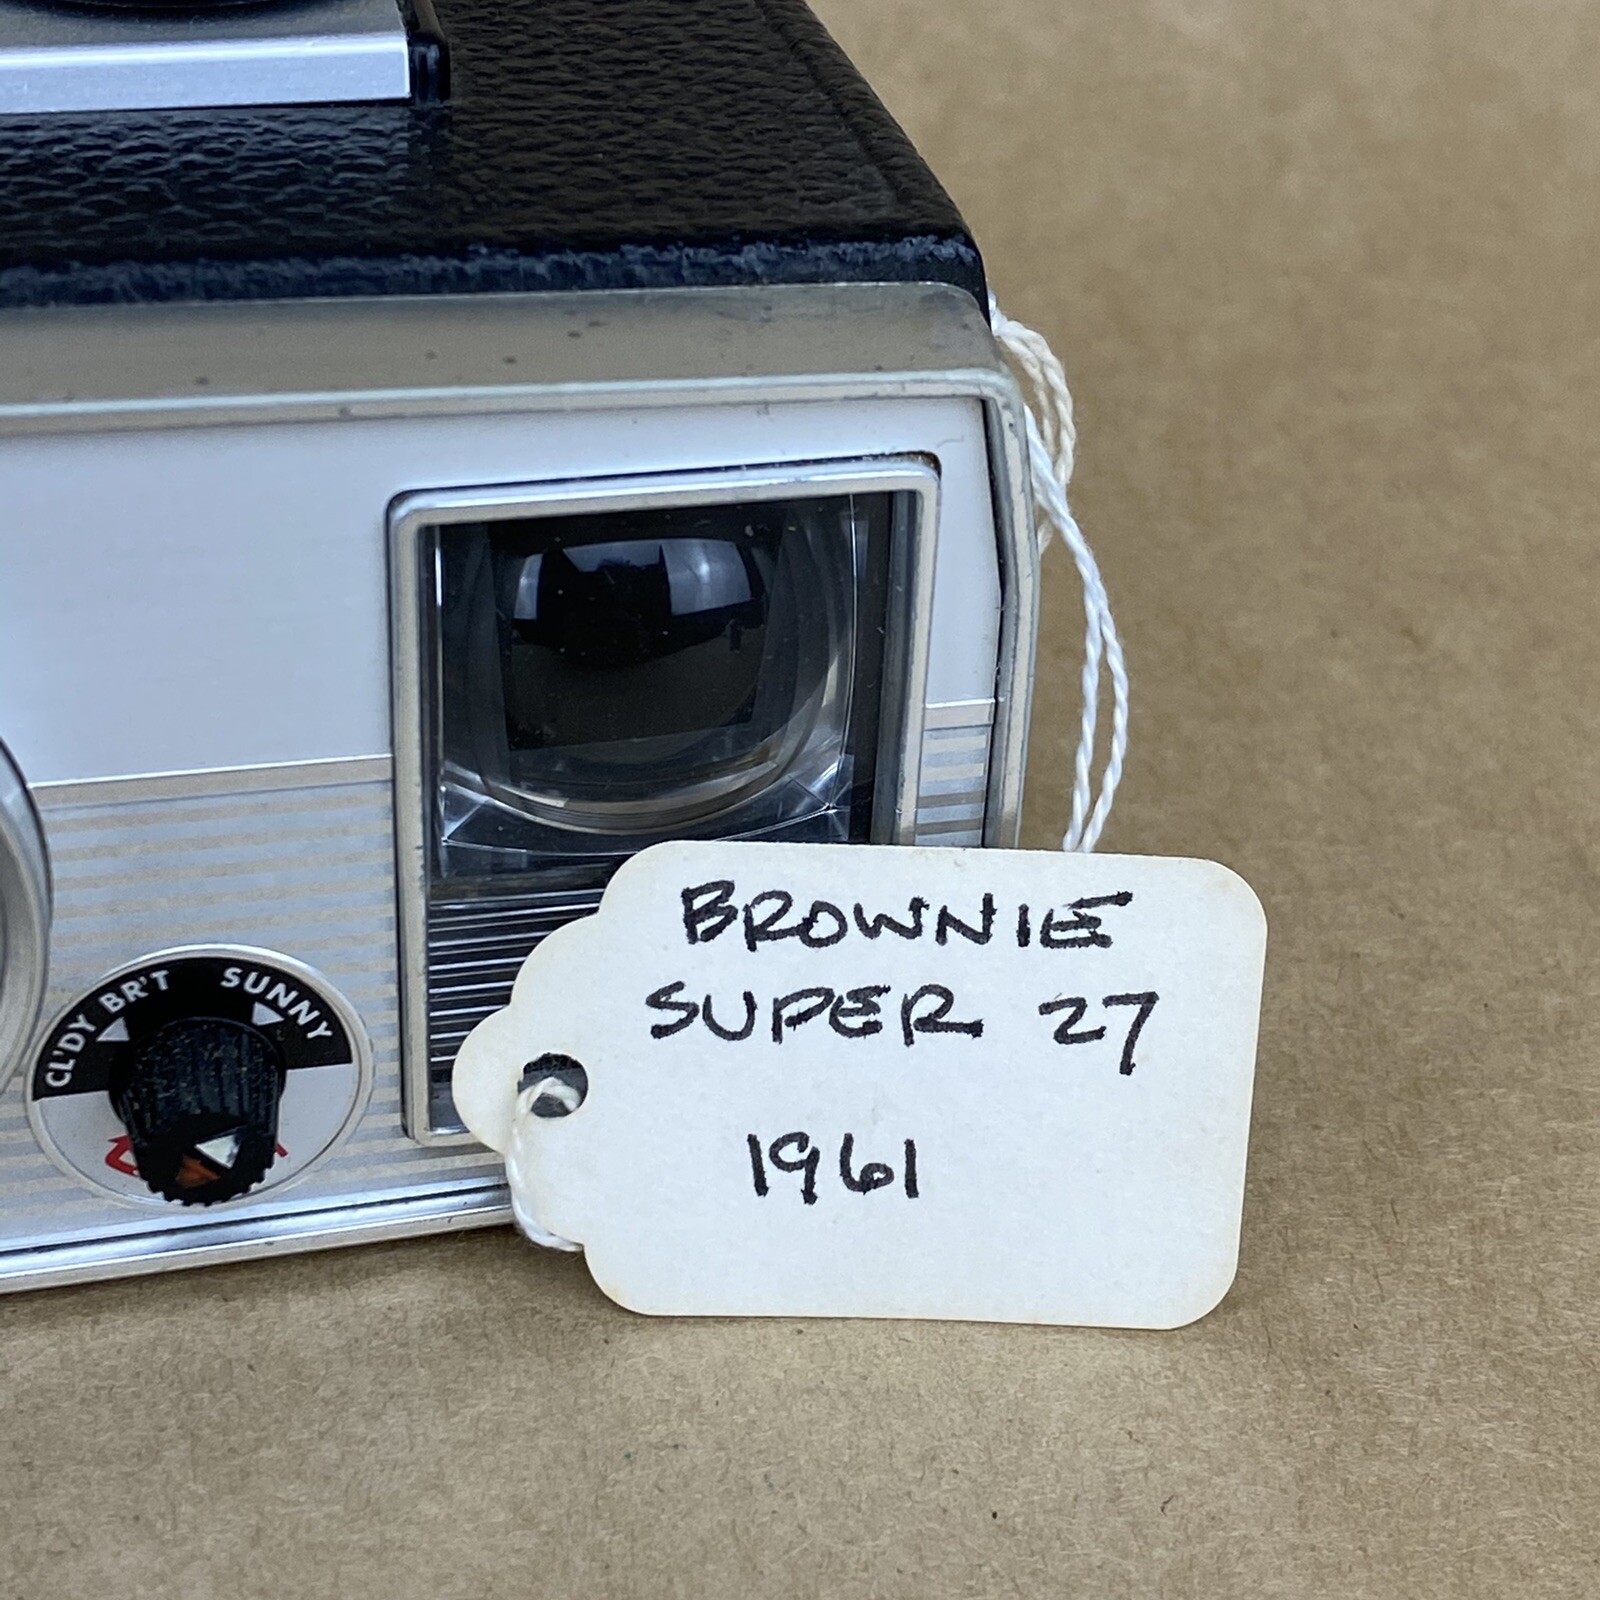 CL'DY BR'T SUNNY
BROWNIE
SUPER 27
1961